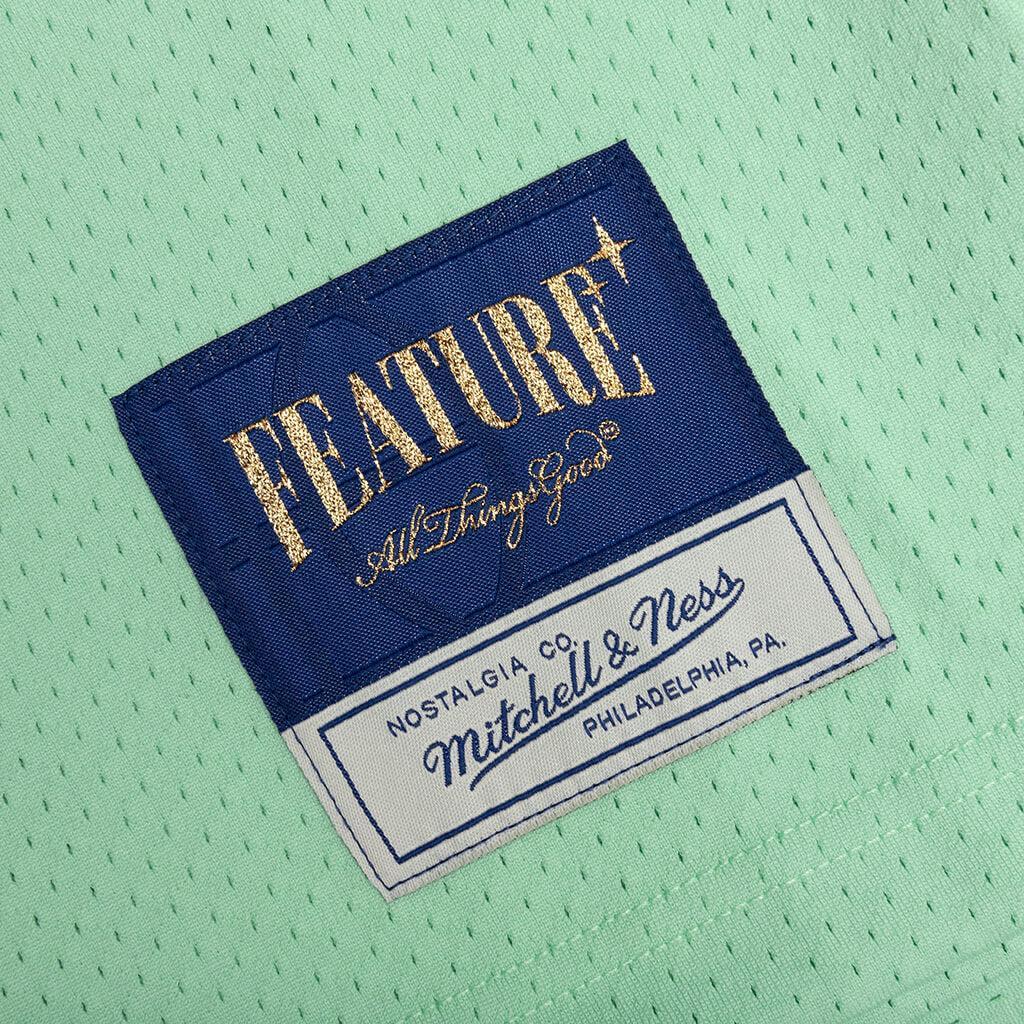 FEATURE
All Things Good®
NOSTALGIA CO.
Mitchell & Ness
PHILADELPHIA, PA.